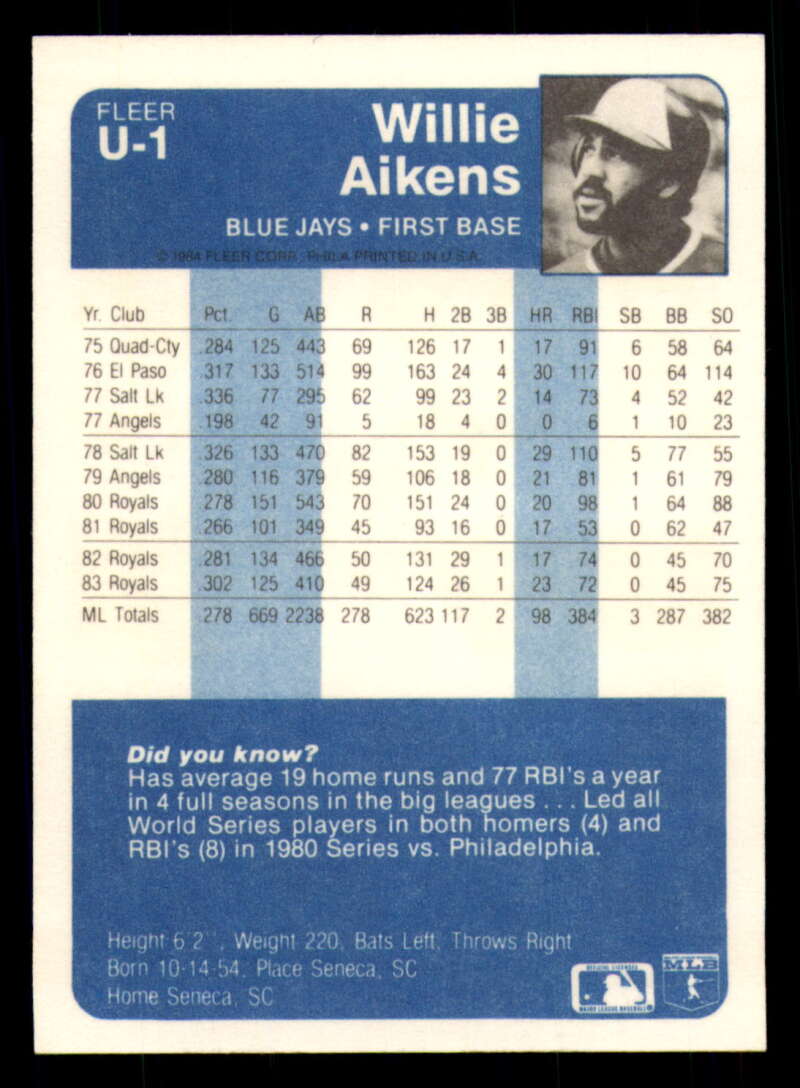 FLEER
U-1
Willie
Aikens
BLUE JAYS • FIRST BASE
© 1984 FLEER CORP. PHILA PRINTED IN U.S.A.
Yr. Club Pct. G AB R H 2B 3B HR RBI SB BB SO
75 Quad-Cty .284 125 443 69 126 17 1 17 91 6 58 64
76 El Paso .317 133 514 99 163 24 4 30 117 10 64 114
77 Salt Lk .336 77 295 62 99 23 2 14 73 4 52 42
77 Angels .198 42 91 5 18 4 0 0 6 1 10 23
78 Salt Lk .326 133 470 82 153 19 0 29 110 5 77 55
79 Angels .280 116 379 59 106 18 0 21 81 1 61 79
80 Royals .278 151 543 70 151 24 0 20 98 1 64 88
81 Royals .266 101 349 45 93 16 0 17 53 0 62 47
82 Royals .281 134 466 50 131 29 1 17 74 0 45 70
83 Royals .302 125 410 49 124 26 1 23 72 0 45 75
ML Totals .278 669 2238 278 623 117 2 98 384 3 287 382
Did you know?
Has average 19 home runs and 77 RBI's a year
in 4 full seasons in the big leagues . . . Led all
World Series players in both homers (4) and
RBI's (8) in 1980 Series vs. Philadelphia.
Height 6'2", Weight 220, Bats Left, Throws Right
Born 10-14-54, Place Seneca, SC
Home Seneca, SC
OFFICIAL LICENSEE
MAJOR LEAGUE BASEBALL
MLB